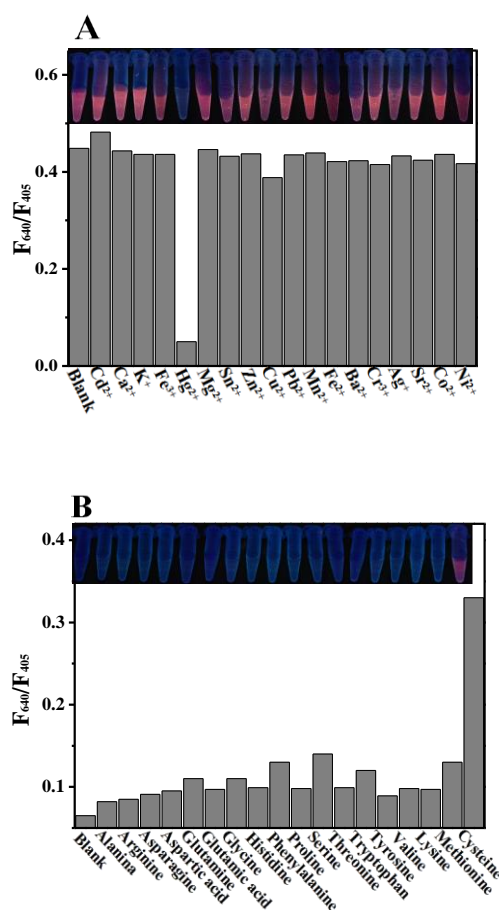 A
F₆₄₀/F₄₀₅
0.6
0.4
0.2
0.0
Blank
Cd²⁺
Ca²⁺
K⁺
Fe³⁺
Hg²⁺
Mg²⁺
Sn²⁺
Zn²⁺
Cu²⁺
Pb²⁺
Mn²⁺
Fe²⁺
Ba²⁺
Cr³⁺
Ag⁺
Sr²⁺
Co²⁺
Ni²⁺
B
F₆₄₀/F₄₀₅
0.4
0.3
0.2
0.1
Blank
Alanina
Arginine
Asparagine
Aspartic acid
Glutamine
Glutamic acid
Glycine
Histidine
Phenylalanine
Proline
Serine
Threonine
Tryptophan
Tyrosine
Valine
Lysine
Methionine
Cysteine